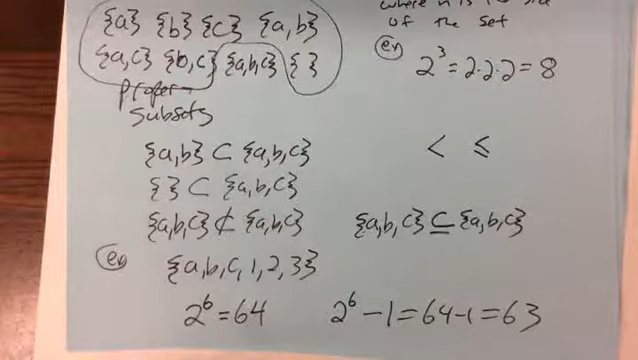 of the set
{a} {b} {c} {a,b}
{a,c} {b,c} {a,b,c} { }
proper
subsets
ex 2³ = 2·2·2 = 8
{a,b} ⊂ {a,b,c}
< ≤
{ } ⊂ {a,b,c}
{a,b,c} ⊄ {a,b,c} {a,b,c} ⊆ {a,b,c}
ex {a,b,c,1,2,3}
2⁶ = 64 2⁶ - 1 = 64 - 1 = 63